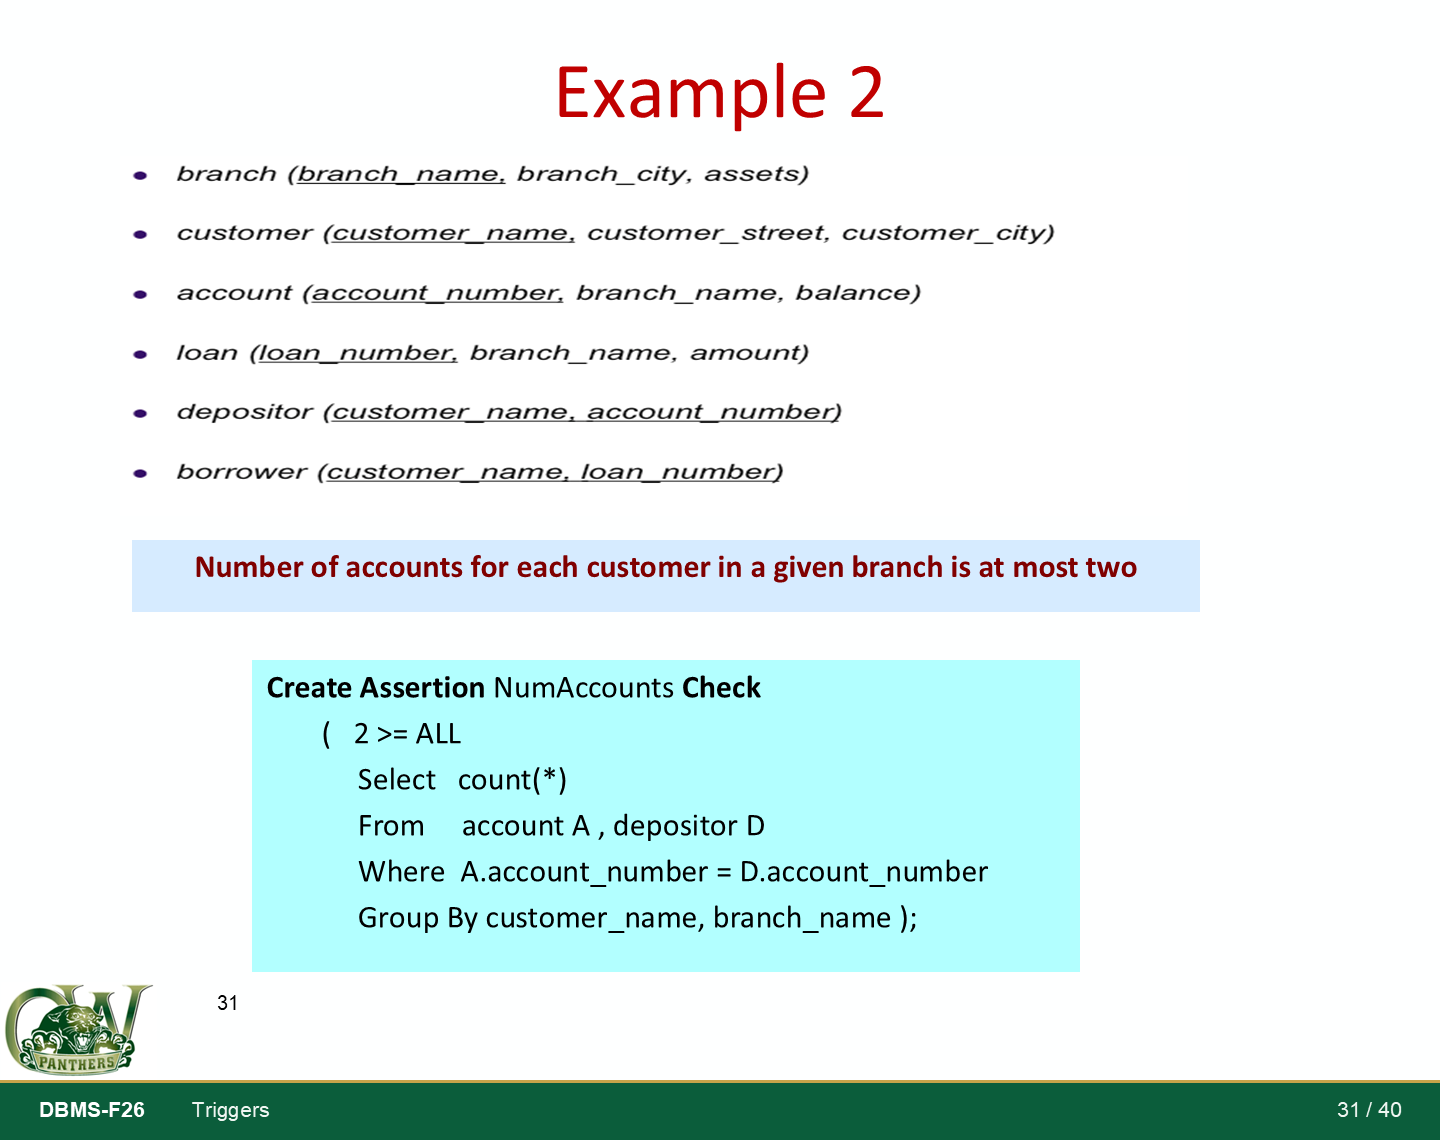 Example 2
• branch (branch_name, branch_city, assets)
• customer (customer_name, customer_street, customer_city)
• account (account_number, branch_name, balance)
• loan (loan_number, branch_name, amount)
• depositor (customer_name, account_number)
• borrower (customer_name, loan_number)
Number of accounts for each customer in a given branch is at most two
Create Assertion NumAccounts Check
( 2 >= ALL
Select count(*)
From account A , depositor D
Where A.account_number = D.account_number
Group By customer_name, branch_name );
31
CW
PANTHERS
DBMS-F26 Triggers 31 / 40